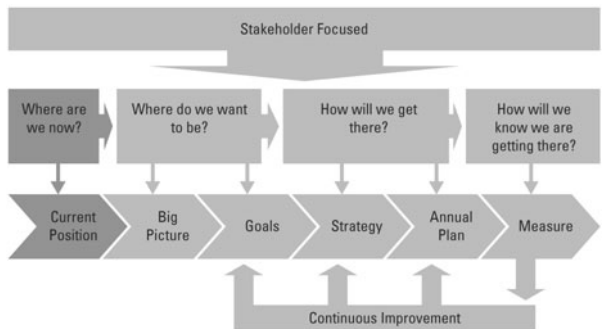 Stakeholder Focused
Where are
we now?
Where do we want
to be?
How will we get
there?
How will we
know we are
getting there?
Current
Position
Big
Picture
Goals
Strategy
Annual
Plan
Measure
Continuous Improvement